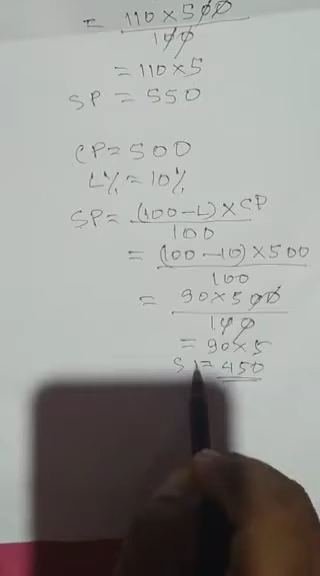 = 110 × 500
100
= 110 × 5
SP = 550
CP = 500
L% = 10%
SP = (100 - L) × CP
100
= (100 - 10) × 500
100
= 90 × 500
100
= 90 × 5
= 450